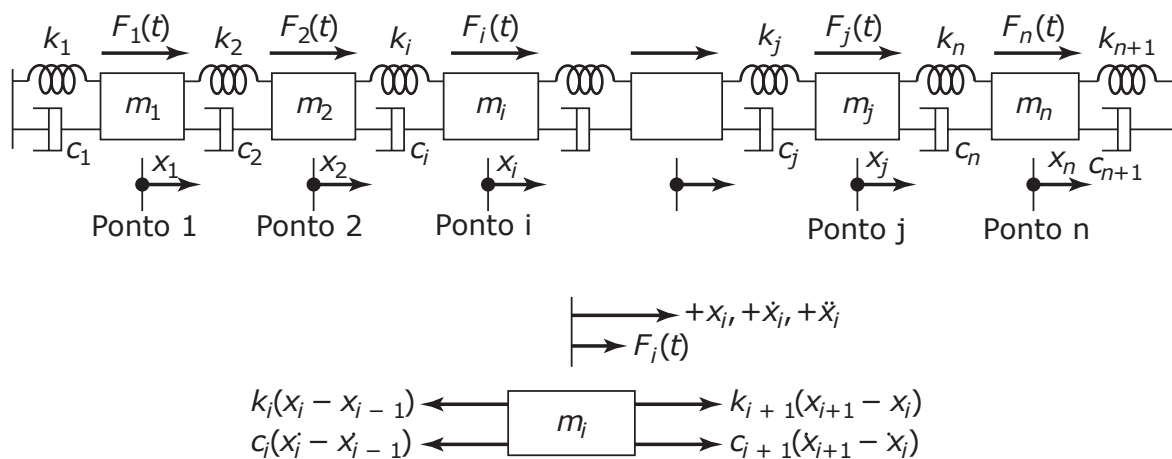 F₁(t) F₂(t) Fᵢ(t) Fⱼ(t) Fₙ(t)
k₁ k₂ kᵢ kⱼ kₙ kₙ₊₁
m₁ m₂ mᵢ mⱼ mₙ
c₁ c₂ cᵢ cⱼ cₙ cₙ₊₁
x₁ x₂ xᵢ xⱼ xₙ
Ponto 1 Ponto 2 Ponto i Ponto j Ponto n
+xᵢ, +ẋᵢ, +ẍᵢ
Fᵢ(t)
kᵢ(xᵢ − xᵢ ₋ ₁) kᵢ ₊ ₁(xᵢ₊₁ − xᵢ)
mᵢ
cᵢ(ẋᵢ − ẋᵢ ₋ ₁) cᵢ ₊ ₁(ẋᵢ₊₁ − ẋᵢ)